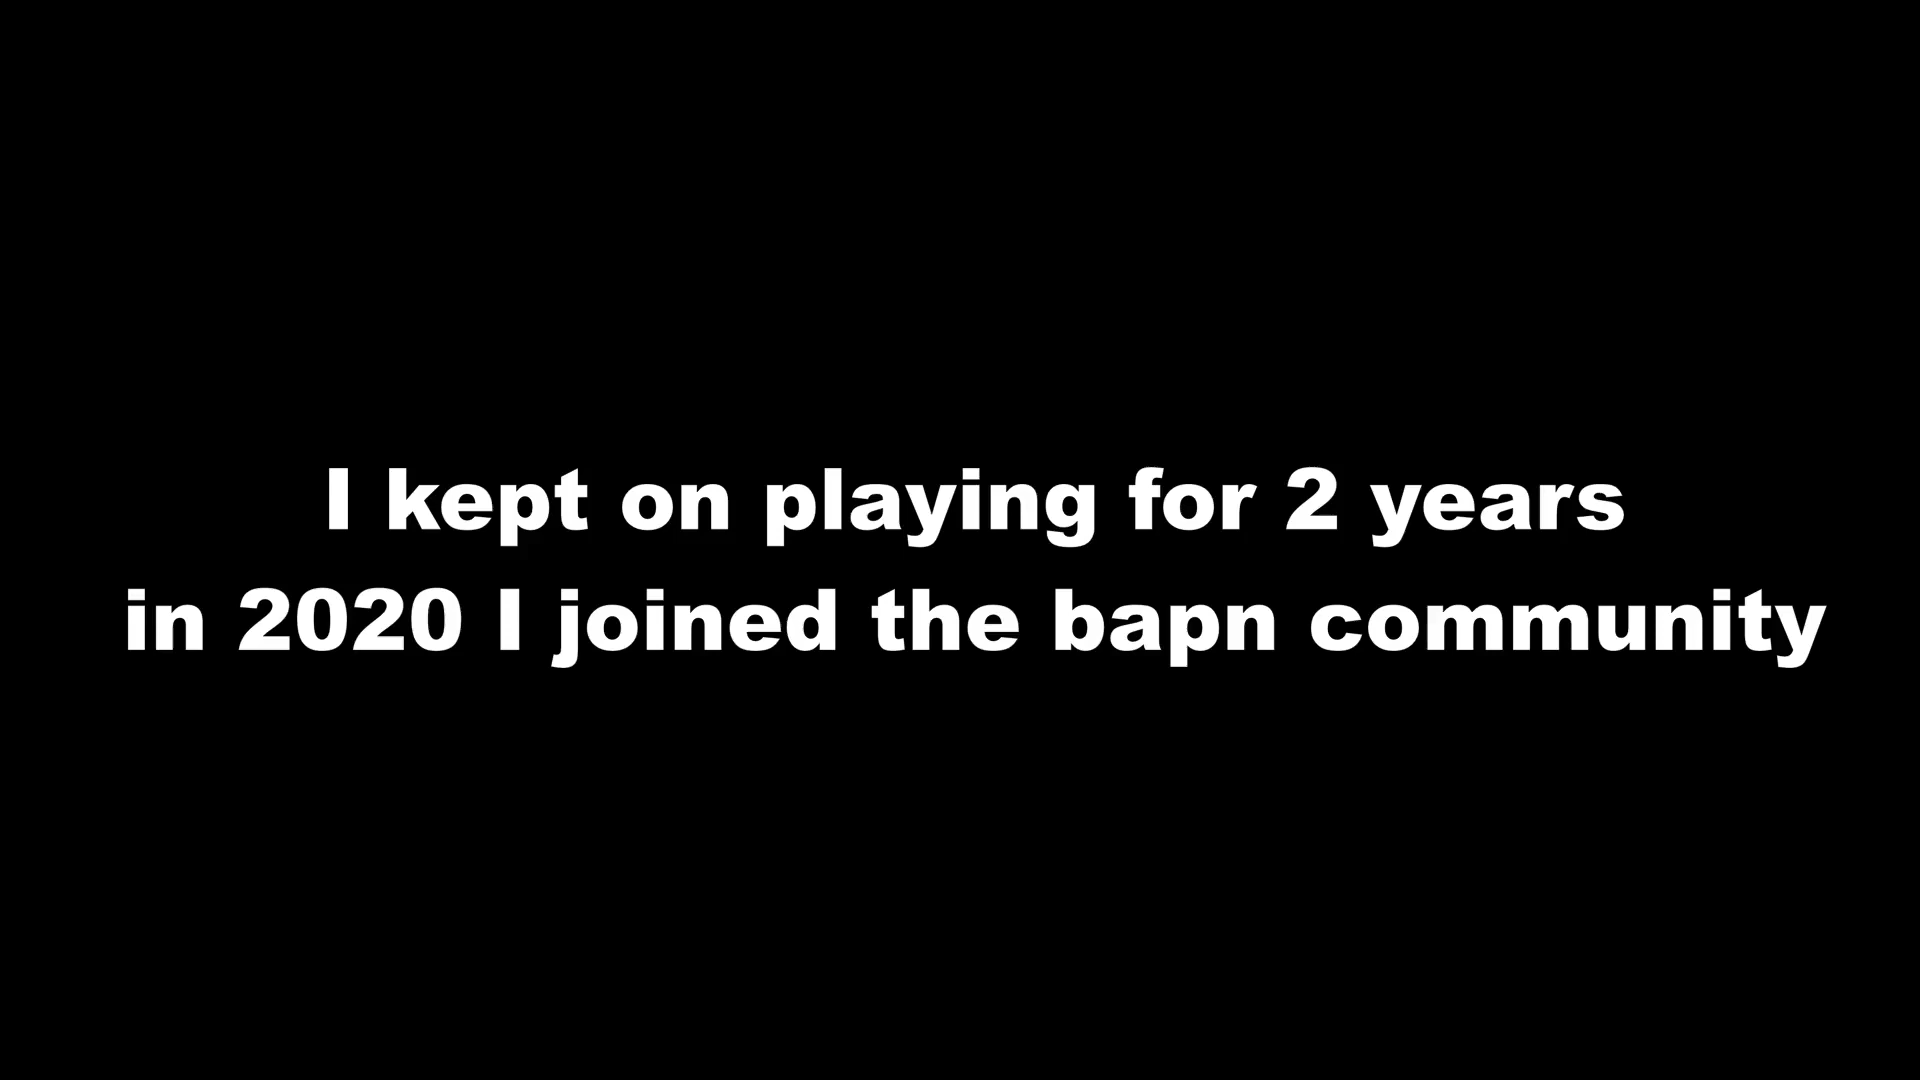 I kept on playing for 2 years
in 2020 I joined the bapn community